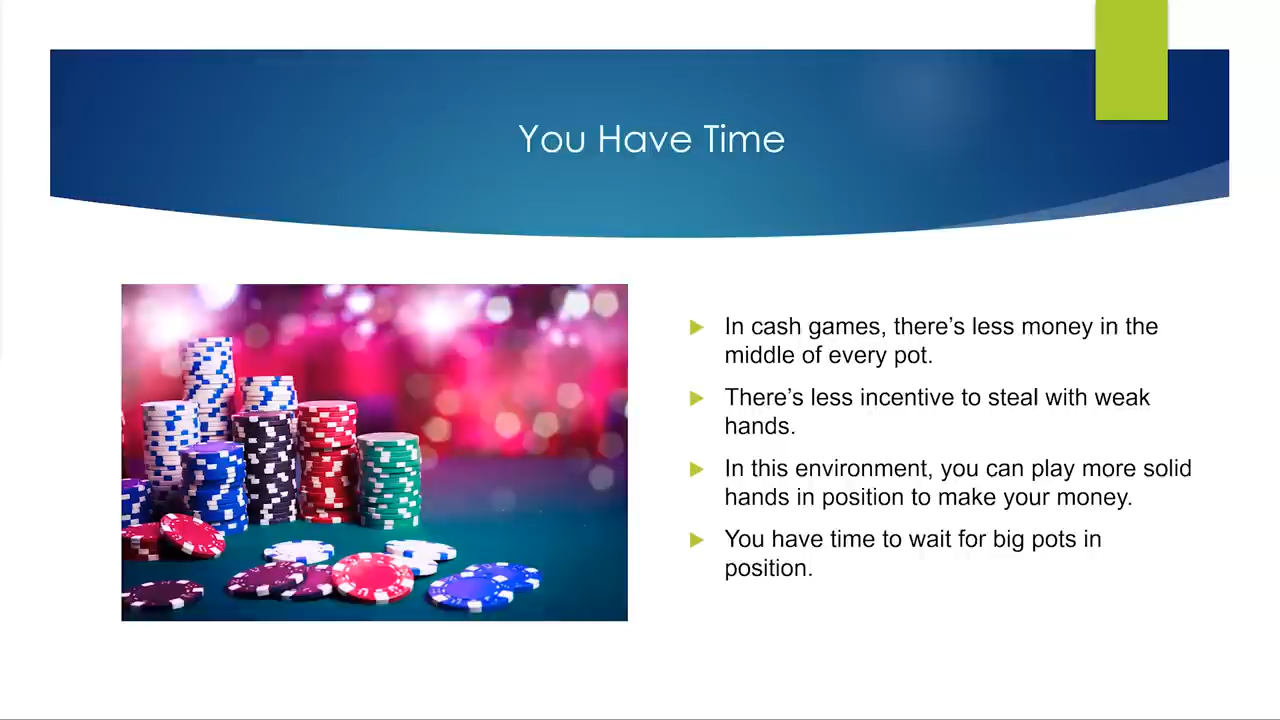 You Have Time
In cash games, there’s less money in the
middle of every pot.
There’s less incentive to steal with weak
hands.
In this environment, you can play more solid
hands in position to make your money.
You have time to wait for big pots in
position.